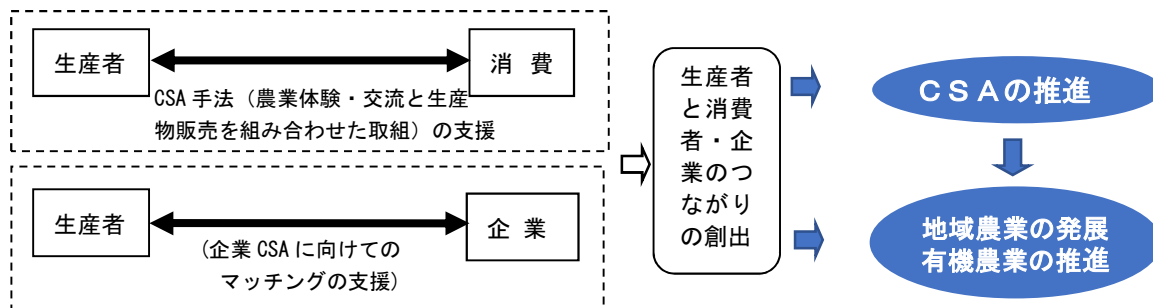 生産者
消 費
CSA 手法（農業体験・交流と生産
物販売を組み合わせた取組）の支援
生産者
企 業
(企業 CSA に向けての
マッチングの支援)
生産者
と消費
者・企
業のつ
ながり
の創出
ＣＳＡの推進
地域農業の発展
有機農業の推進